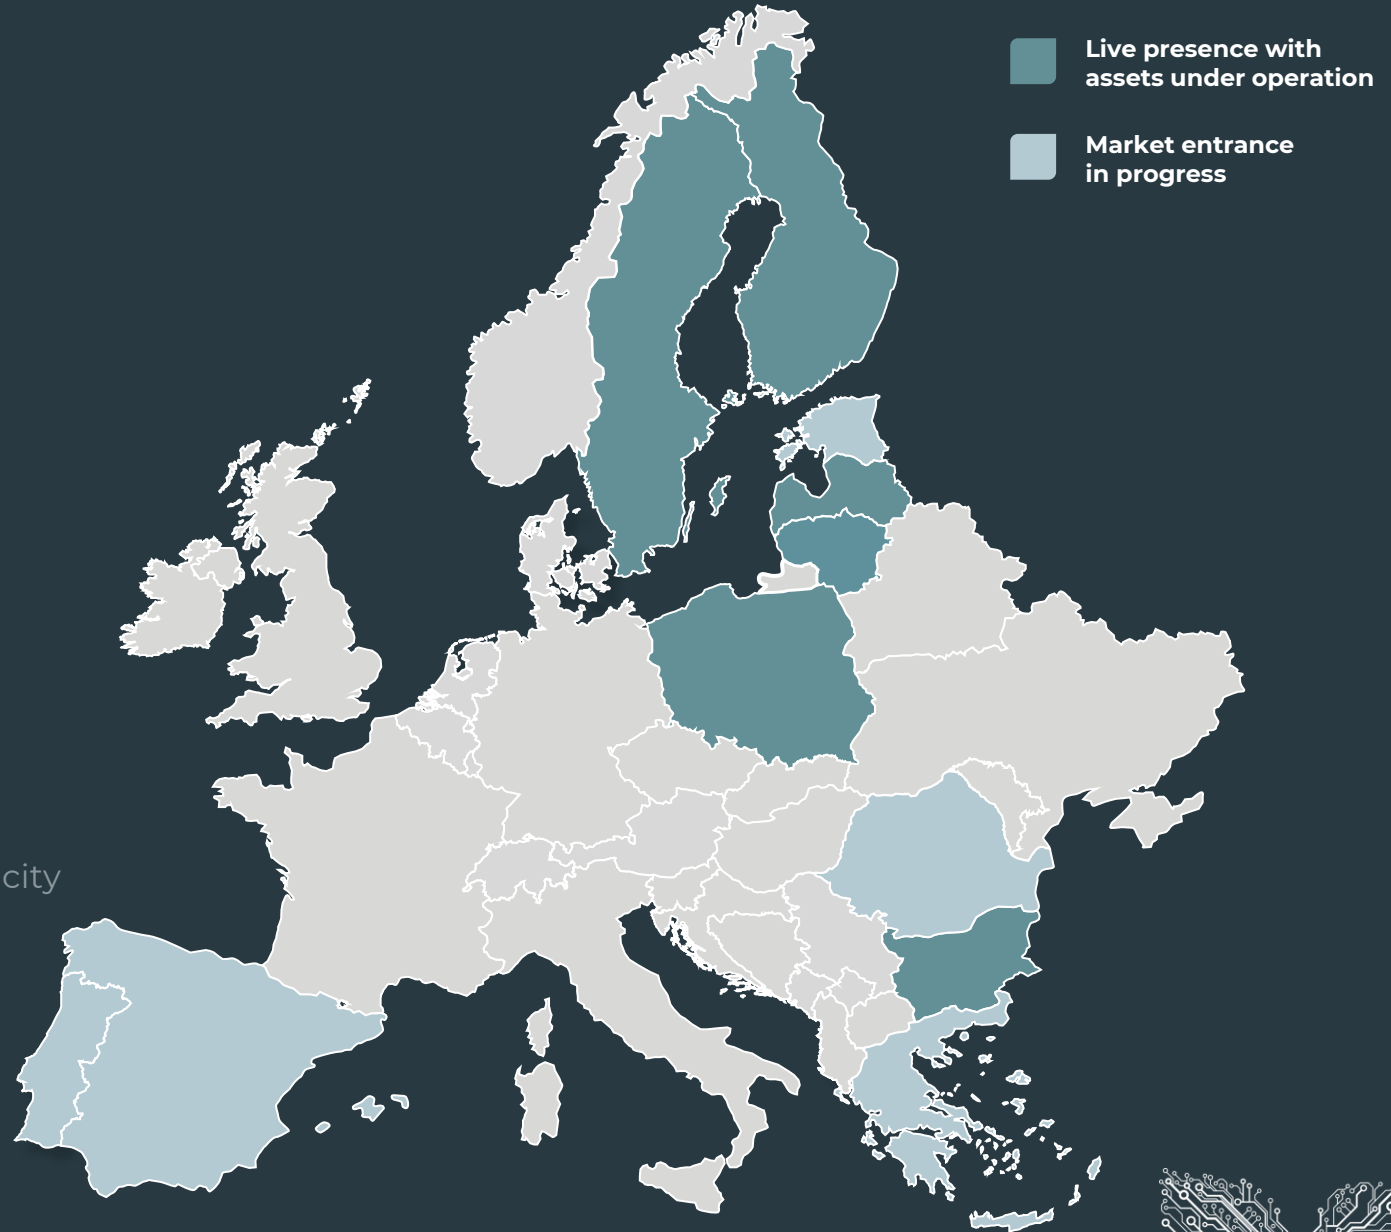 Live presence with
assets under operation
Market entrance
in progress
city